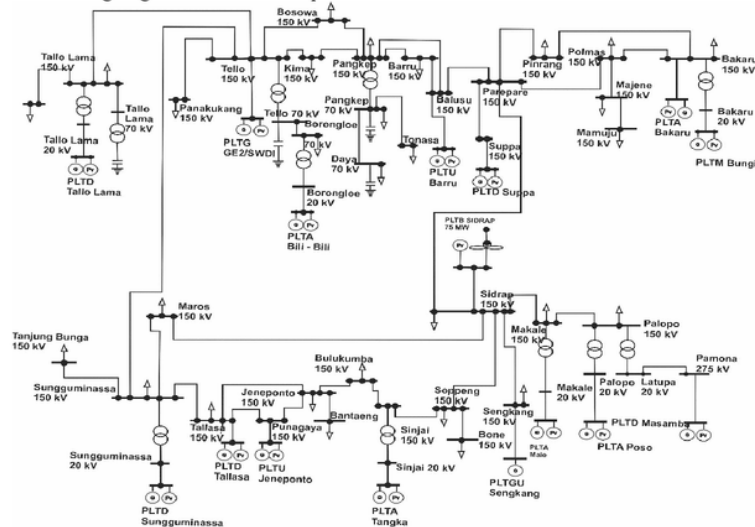 Bosowa
150 kV
Tallo Lama
150 kV
Tello
150 kV
Kima
150 kV
Pangkep
150 kV
Barru
150 kV
Pinrang
150 kV
Polmas
150 kV
Bakaru
150 kV
Panakukang
150 kV
Balusu
150 kV
Parepare
150 kV
Majene
150 kV
Mamuju
150 kV
PLTA
Bakaru
Bakaru
20 kV
PLTM Bungi
Tallo
Lama
70 kV
Tallo Lama
20 kV
PLTD
Tallo Lama
PLTG
GE2/SWDI
Tello 70 kV
Borongloe
70 kV
Pangkep
70 kV
Daya
70 kV
Tonasa
PLTU
Barru
Suppa
150 kV
PLTD Suppa
Borongloe
20 kV
PLTA
Bili - Bili
PLTB SIDRAP
75 MW
Sidrap
150 kV
Maros
150 kV
Tanjung Bunga
150 kV
Sungguminassa
150 kV
Makale
150 kV
Palopo
150 kV
Pamona
275 kV
Bulukumba
150 kV
Jeneponto
150 kV
Soppeng
150 kV
Makale
20 kV
Palopo
20 kV
Latupa
20 kV
Tallasa
150 kV
Punagaya
150 kV
Bantaeng
Sinjai
150 kV
Bone
150 kV
Sengkang
150 kV
PLTA
Male
PLTD Masamba
PLTA Poso
Sungguminassa
20 kV
PLTD
Tallasa
PLTU
Jeneponto
Sinjai 20 kV
PLTGU
Sengkang
PLTD
Sungguminassa
PLTA
Tangka